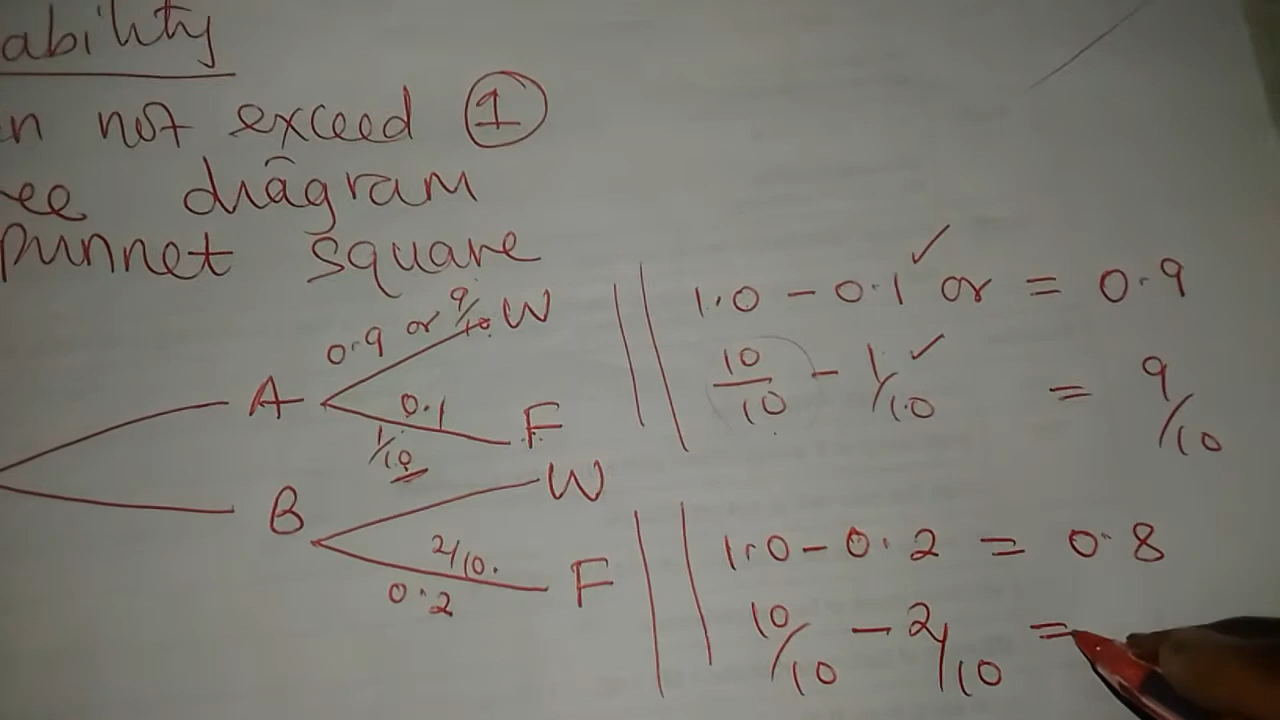 ability
n not exceed 1
ee diagram
punnet square
0.9 or 9/10 W
A
0.1
1/10
F
B
W
2/10.
0.2
F
1.0 - 0.1 ✓ or = 0.9
10/10 - 1/10 ✓ = 9/10
1.0 - 0.2 = 0.8
10/10 - 2/10 =